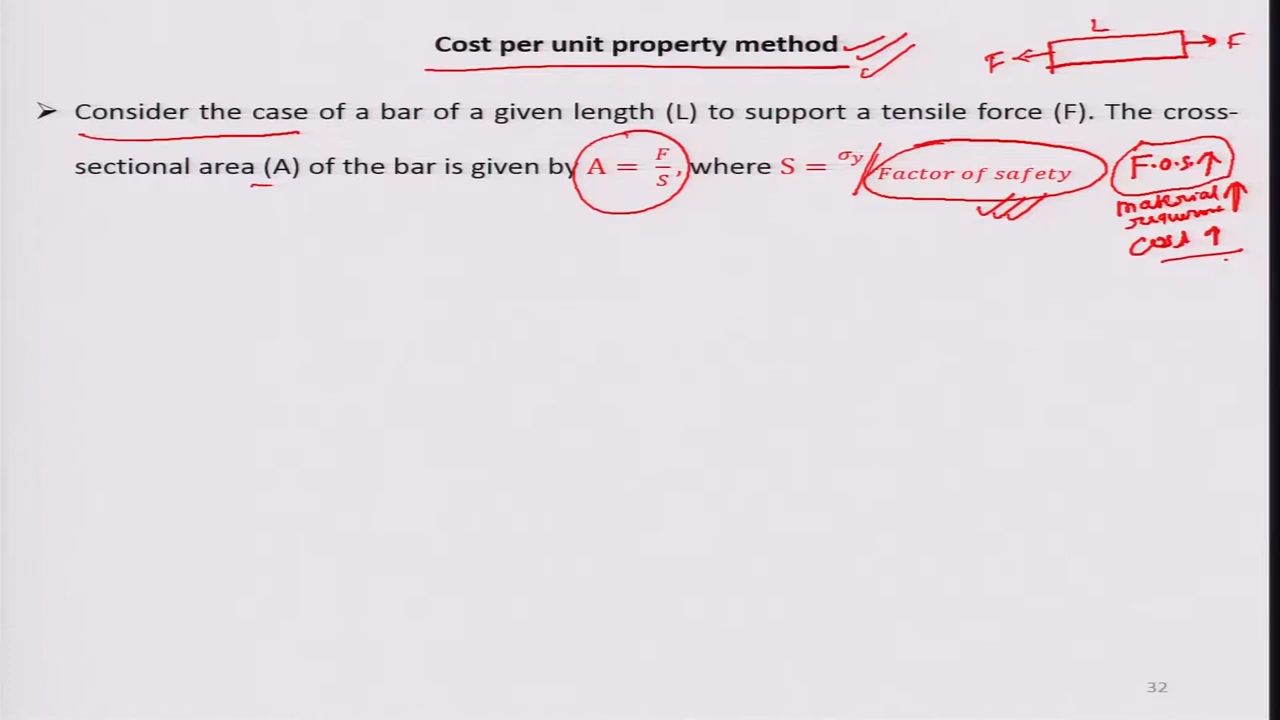 Cost per unit property method
L
F F
➢ Consider the case of a bar of a given length (L) to support a tensile force (F). The cross-
sectional area (A) of the bar is given by A = F/S, where S = σy/Factor of safety
F.O.S↑
material ↑
Cost ↑
32